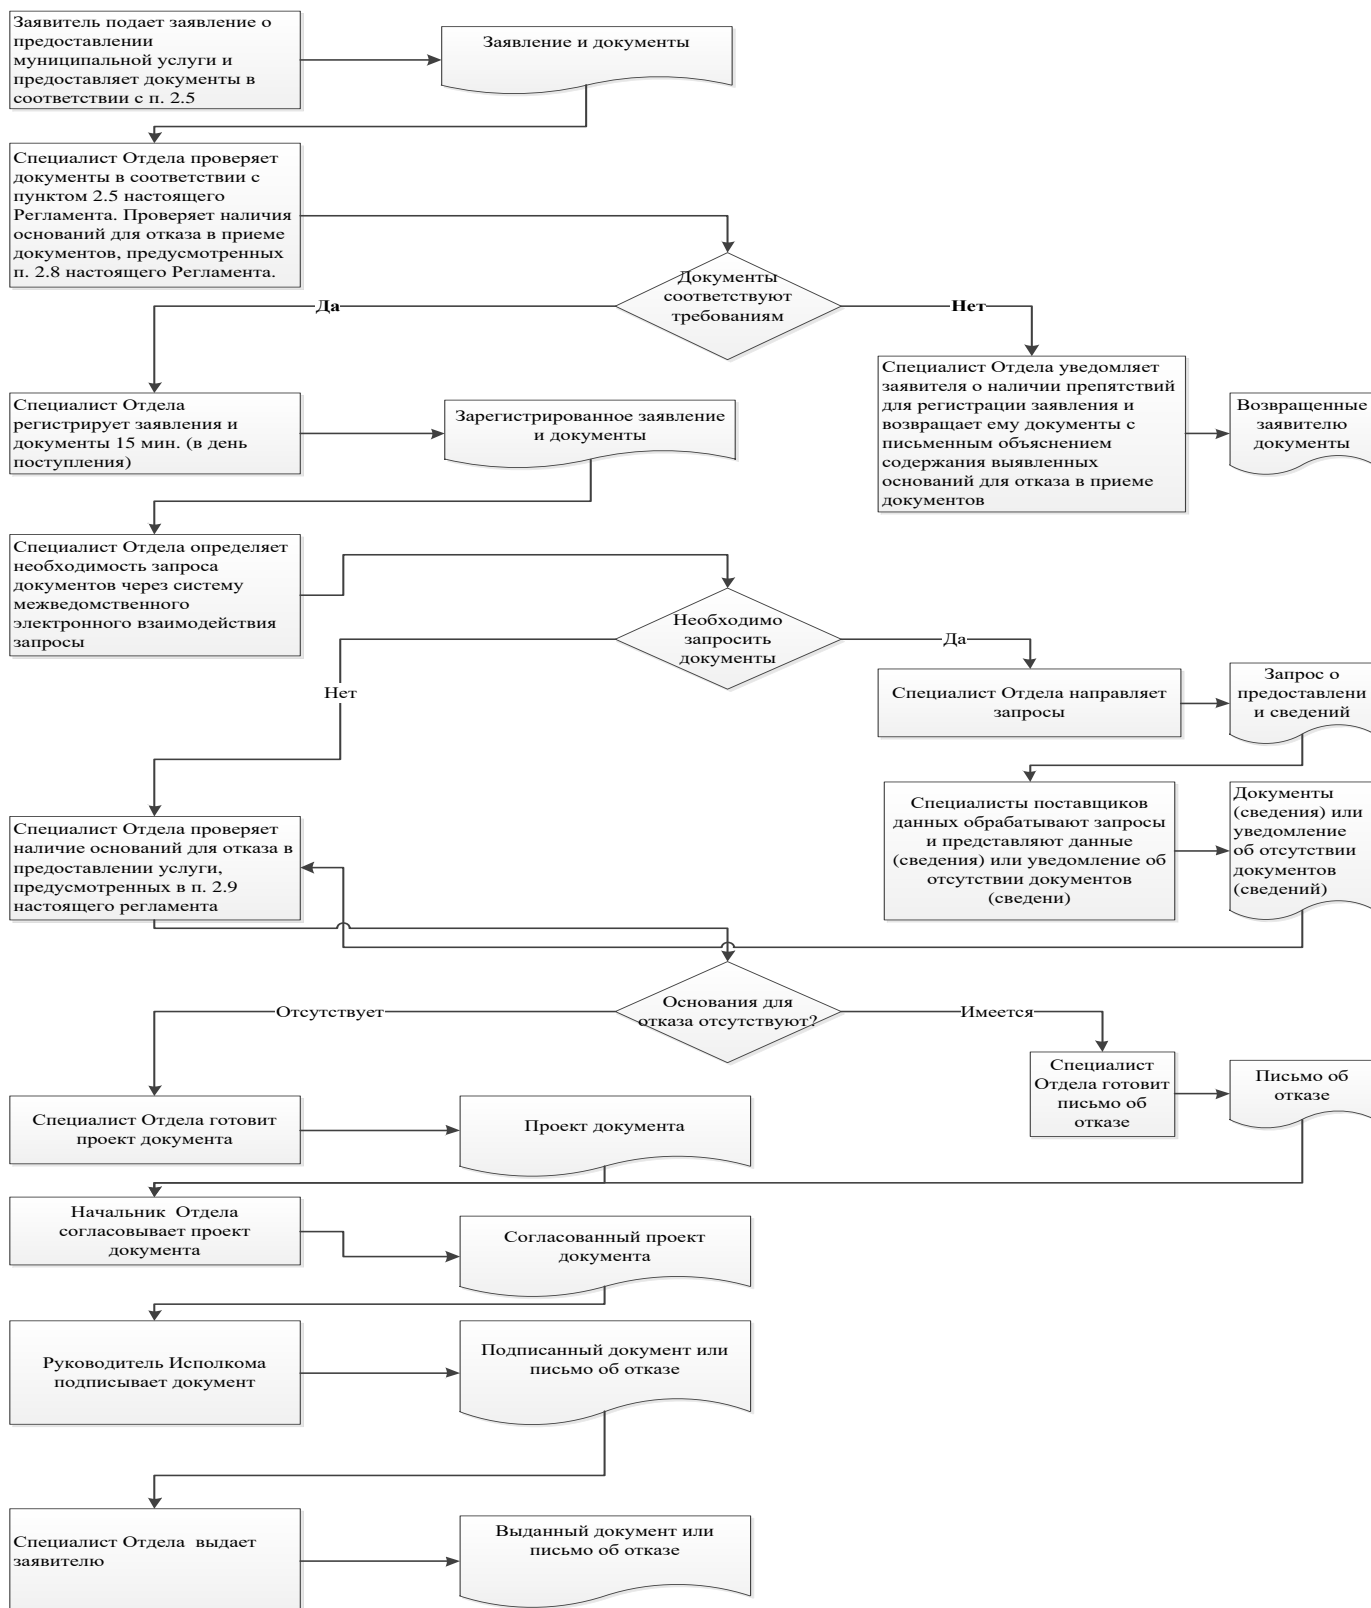 Заявитель подает заявление о
предоставлении
муниципальной услуги и
предоставляет документы в
соответствии с п. 2.5
Заявление и документы
Специалист Отдела проверяет
документы в соответствии с
пунктом 2.5 настоящего
Регламента. Проверяет наличия
оснований для отказа в приеме
документов, предусмотренных
п. 2.8 настоящего Регламента.
Документы
соответствуют
требованиям
Да
Нет
Специалист Отдела
регистрирует заявления и
документы 15 мин. (в день
поступления)
Зарегистрированное заявление
и документы
Специалист Отдела уведомляет
заявителя о наличии препятствий
для регистрации заявления и
возвращает ему документы с
письменным объяснением
содержания выявленных
оснований для отказа в приеме
документов
Возвращенные
заявителю
документы
Специалист Отдела определяет
необходимость запроса
документов через систему
межведомственного
электронного взаимодействия
запросы
Необходимо
запросить
документы
Да
Нет
Специалист Отдела направляет
запросы
Запрос о
предоставлени
и сведений
Специалисты поставщиков
данных обрабатывают запросы
и представляют данные
(сведения) или уведомление об
отсутствии документов
(сведени)
Документы
(сведения) или
уведомление
об отсутствии
документов
(сведений)
Специалист Отдела проверяет
наличие оснований для отказа в
предоставлении услуги,
предусмотренных в п. 2.9
настоящего регламента
Основания для
отказа отсутствуют?
Отсутствует
Имеется
Специалист
Отдела готовит
письмо об
отказе
Письмо об
отказе
Специалист Отдела готовит
проект документа
Проект документа
Начальник  Отдела
согласовывает проект
документа
Согласованный проект
документа
Руководитель Исполкома
подписывает документ
Подписанный документ или
письмо об отказе
Специалист Отдела  выдает
заявителю
Выданный документ или
письмо об отказе